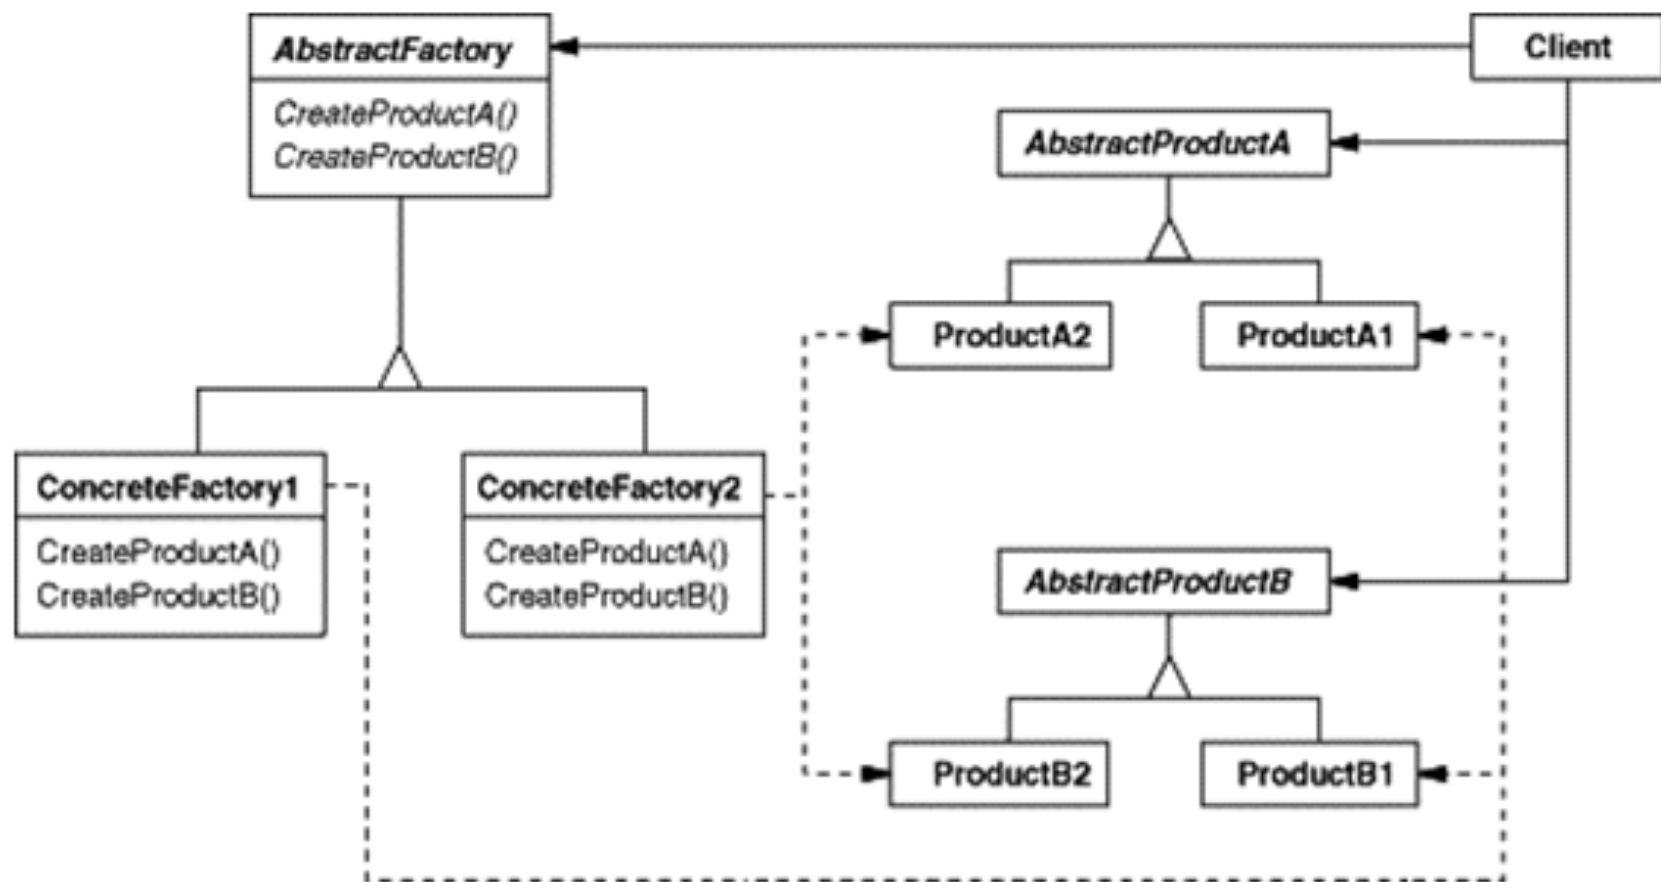 AbstractFactory
CreateProductA()
CreateProductB()
Client
AbstractProductA
ProductA2
ProductA1
ConcreteFactory1
CreateProductA()
CreateProductB()
ConcreteFactory2
CreateProductA()
CreateProductB()
AbstractProductB
ProductB2
ProductB1